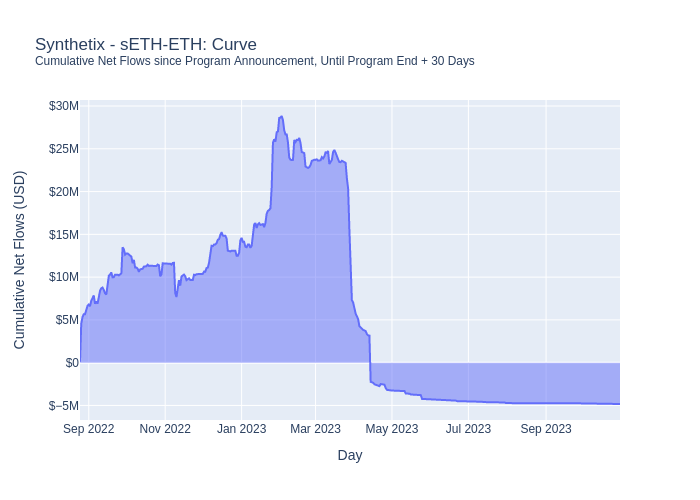 Synthetix - sETH-ETH: Curve
Cumulative Net Flows since Program Announcement, Until Program End + 30 Days
$30M
$25M
$20M
$15M
$10M
$5M
$0
$−5M
Cumulative Net Flows (USD)
Sep 2022 Nov 2022 Jan 2023 Mar 2023 May 2023 Jul 2023 Sep 2023
Day